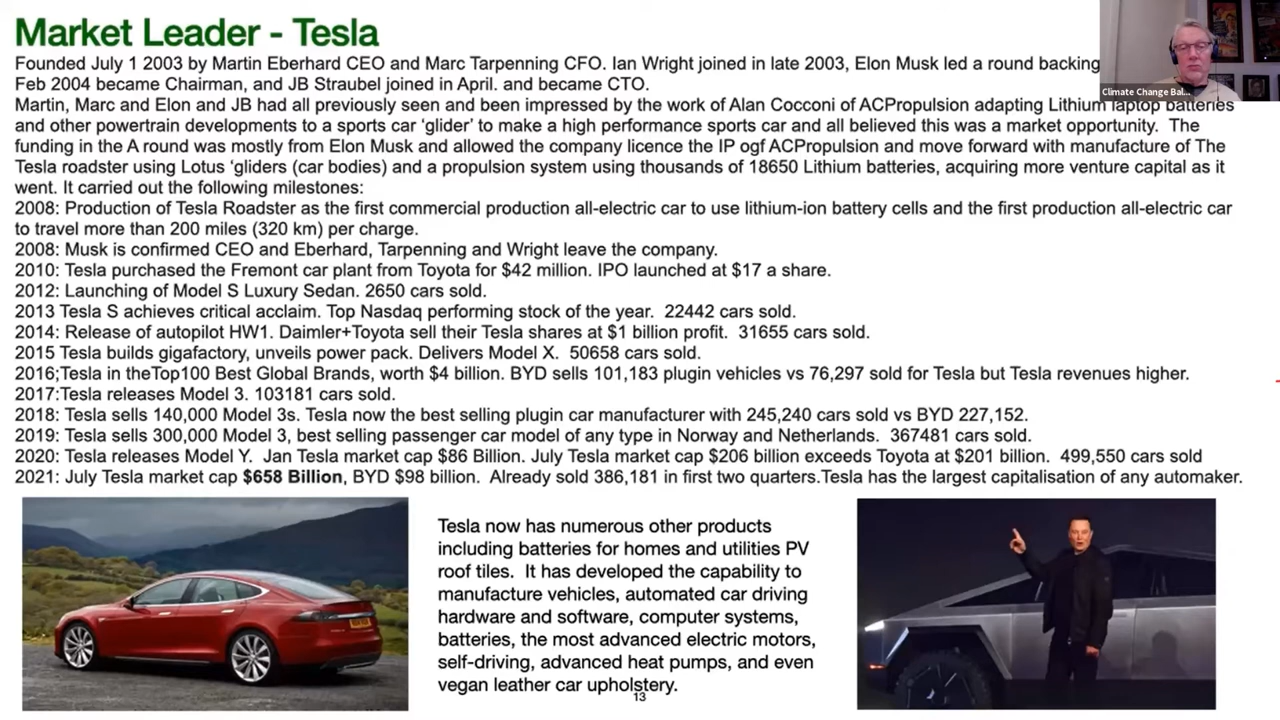 Market Leader - Tesla
Founded July 1 2003 by Martin Eberhard CEO and Marc Tarpenning CFO. Ian Wright joined in late 2003, Elon Musk led a round backing
Feb 2004 became Chairman, and JB Straubel joined in April. and became CTO.
Climate Change Bal...
Martin, Marc and Elon and JB had all previously seen and been impressed by the work of Alan Cocconi of ACPropulsion adapting Lithium laptop batteries
and other powertrain developments to a sports car ‘glider’ to make a high performance sports car and all believed this was a market opportunity. The
funding in the A round was mostly from Elon Musk and allowed the company licence the IP ogf ACPropulsion and move forward with manufacture of The
Tesla roadster using Lotus ‘gliders (car bodies) and a propulsion system using thousands of 18650 Lithium batteries, acquiring more venture capital as it
went. It carried out the following milestones:
2008: Production of Tesla Roadster as the first commercial production all-electric car to use lithium-ion battery cells and the first production all-electric car
to travel more than 200 miles (320 km) per charge.
2008: Musk is confirmed CEO and Eberhard, Tarpenning and Wright leave the company.
2010: Tesla purchased the Fremont car plant from Toyota for $42 million. IPO launched at $17 a share.
2012: Launching of Model S Luxury Sedan. 2650 cars sold.
2013 Tesla S achieves critical acclaim. Top Nasdaq performing stock of the year. 22442 cars sold.
2014: Release of autopilot HW1. Daimler+Toyota sell their Tesla shares at $1 billion profit. 31655 cars sold.
2015 Tesla builds gigafactory, unveils power pack. Delivers Model X. 50658 cars sold.
2016;Tesla in theTop100 Best Global Brands, worth $4 billion. BYD sells 101,183 plugin vehicles vs 76,297 sold for Tesla but Tesla revenues higher.
2017:Tesla releases Model 3. 103181 cars sold.
2018: Tesla sells 140,000 Model 3s. Tesla now the best selling plugin car manufacturer with 245,240 cars sold vs BYD 227,152.
2019: Tesla sells 300,000 Model 3, best selling passenger car model of any type in Norway and Netherlands. 367481 cars sold.
2020: Tesla releases Model Y. Jan Tesla market cap $86 Billion. July Tesla market cap $206 billion exceeds Toyota at $201 billion. 499,550 cars sold
2021: July Tesla market cap $658 Billion, BYD $98 billion. Already sold 386,181 in first two quarters.Tesla has the largest capitalisation of any automaker.
Tesla now has numerous other products
including batteries for homes and utilities PV
roof tiles. It has developed the capability to
manufacture vehicles, automated car driving
hardware and software, computer systems,
batteries, the most advanced electric motors,
self-driving, advanced heat pumps, and even
vegan leather car upholstery.
13